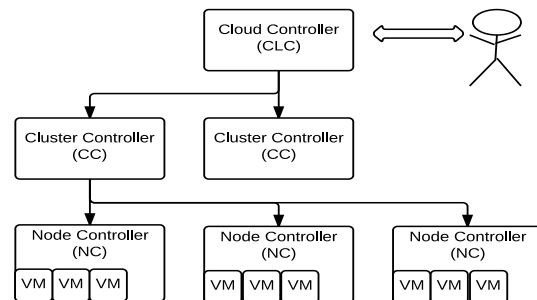 Cloud Controller
(CLC)
Cluster Controller
(CC)
Cluster Controller
(CC)
Node Controller
(NC)
VM VM VM
Node Controller
(NC)
VM VM VM
Node Controller
(NC)
VM VM VM